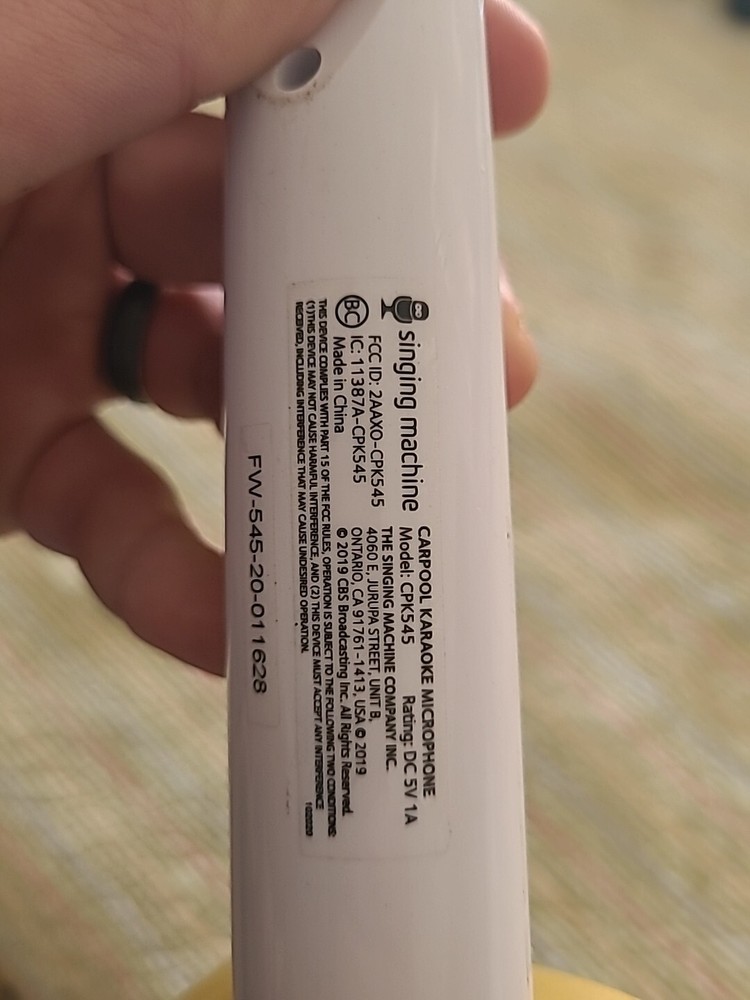 singing machine
FCC ID: 2AAXO-CPK545
IC: 11387A-CPK545
BC
Made in China
CARPOOL KARAOKE MICROPHONE
Model: CPK545 Rating: DC 5V 1A
THE SINGING MACHINE COMPANY INC.
4060 E. JURUPA STREET, UNIT B,
ONTARIO, CA 91761-1413, USA © 2019
© 2019 CBS Broadcasting Inc. All Rights Reserved.
THIS DEVICE COMPLIES WITH PART 15 OF THE FCC RULES, OPERATION IS SUBJECT TO THE FOLLOWING TWO CONDITIONS:
(1)THIS DEVICE MAY NOT CAUSE HARMFUL INTERFERENCE, AND (2) THIS DEVICE MUST ACCEPT ANY INTERFERENCE
RECEIVED, INCLUDING INTERFERENCE THAT MAY CAUSE UNDESIRED OPERATION.
FW-545-20-011628